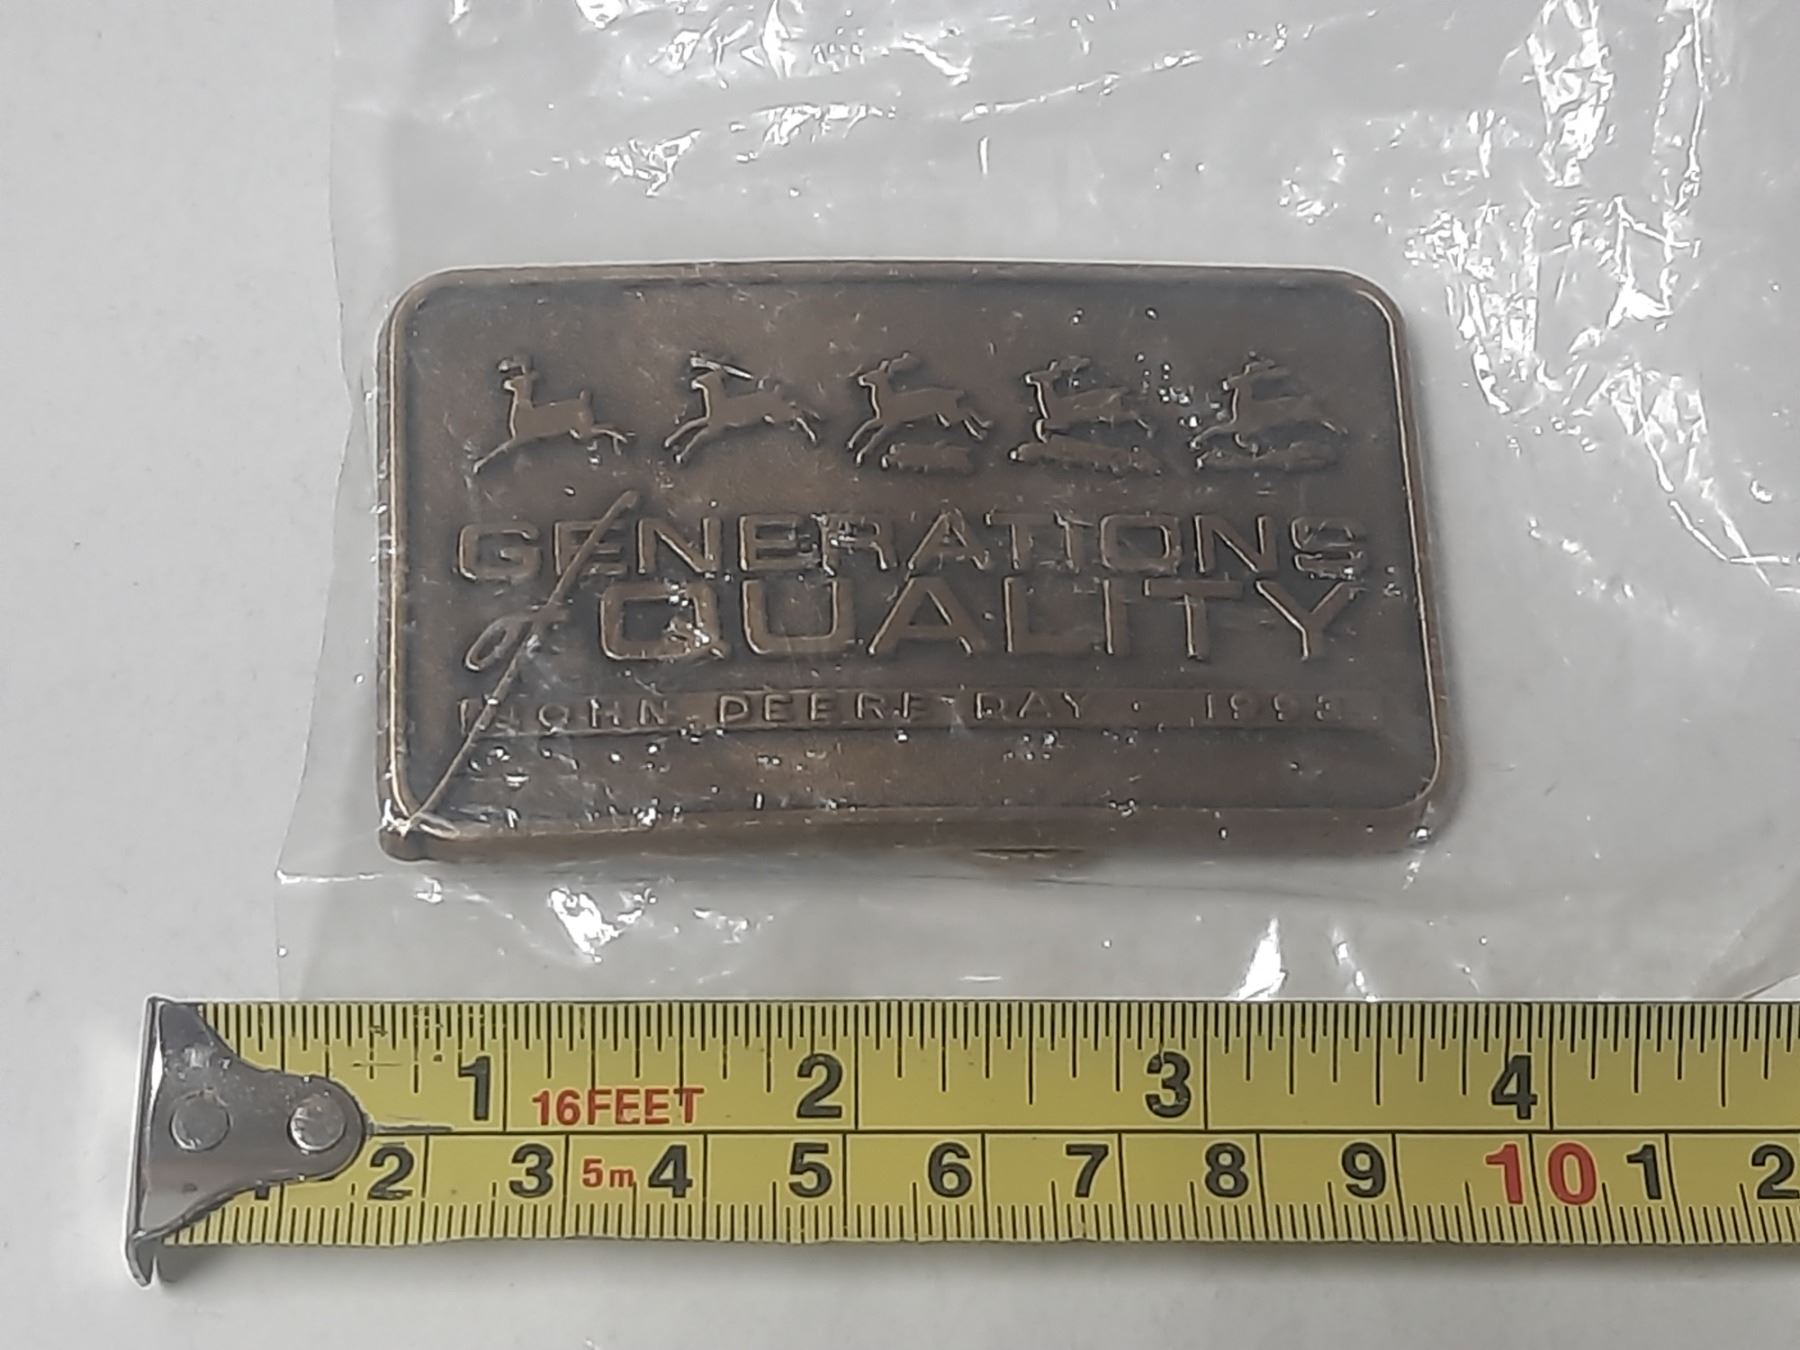 GENERATIONS
of QUALITY
JOHN DEERE DAY · 1993
1 16FEET 2 3 4
2 3 5m 4 5 6 7 8 9 10 1 2